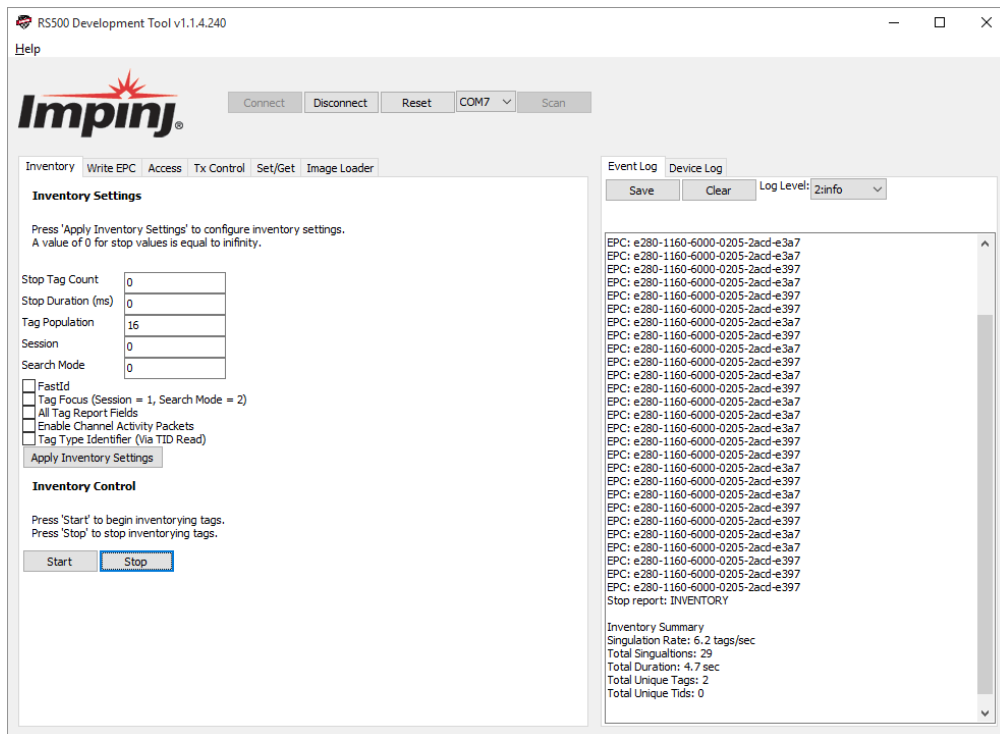 RS500 Development Tool v1.1.4.240
Help
Impinj®
Connect Disconnect Reset COM7 Scan
Inventory Write EPC Access Tx Control Set/Get Image Loader
Inventory Settings
Press 'Apply Inventory Settings' to configure inventory settings.
A value of 0 for stop values is equal to inifinity.
Stop Tag Count 0
Stop Duration (ms) 0
Tag Population 16
Session 0
Search Mode 0
FastId
Tag Focus (Session = 1, Search Mode = 2)
All Tag Report Fields
Enable Channel Activity Packets
Tag Type Identifier (Via TID Read)
Apply Inventory Settings
Inventory Control
Press 'Start' to begin inventorying tags.
Press 'Stop' to stop inventorying tags.
Start Stop
Event Log Device Log
Save Clear Log Level: 2:info
EPC: e280-1160-6000-0205-2acd-e3a7
EPC: e280-1160-6000-0205-2acd-e3a7
EPC: e280-1160-6000-0205-2acd-e397
EPC: e280-1160-6000-0205-2acd-e3a7
EPC: e280-1160-6000-0205-2acd-e397
EPC: e280-1160-6000-0205-2acd-e397
EPC: e280-1160-6000-0205-2acd-e3a7
EPC: e280-1160-6000-0205-2acd-e397
EPC: e280-1160-6000-0205-2acd-e3a7
EPC: e280-1160-6000-0205-2acd-e397
EPC: e280-1160-6000-0205-2acd-e3a7
EPC: e280-1160-6000-0205-2acd-e397
EPC: e280-1160-6000-0205-2acd-e3a7
EPC: e280-1160-6000-0205-2acd-e3a7
EPC: e280-1160-6000-0205-2acd-e3a7
EPC: e280-1160-6000-0205-2acd-e397
EPC: e280-1160-6000-0205-2acd-e3a7
EPC: e280-1160-6000-0205-2acd-e397
EPC: e280-1160-6000-0205-2acd-e397
EPC: e280-1160-6000-0205-2acd-e3a7
EPC: e280-1160-6000-0205-2acd-e397
EPC: e280-1160-6000-0205-2acd-e397
EPC: e280-1160-6000-0205-2acd-e3a7
EPC: e280-1160-6000-0205-2acd-e3a7
EPC: e280-1160-6000-0205-2acd-e397
EPC: e280-1160-6000-0205-2acd-e397
EPC: e280-1160-6000-0205-2acd-e397
Stop report: INVENTORY
Inventory Summary
Singulation Rate: 6.2 tags/sec
Total Singualtions: 29
Total Duration: 4.7 sec
Total Unique Tags: 2
Total Unique Tids: 0